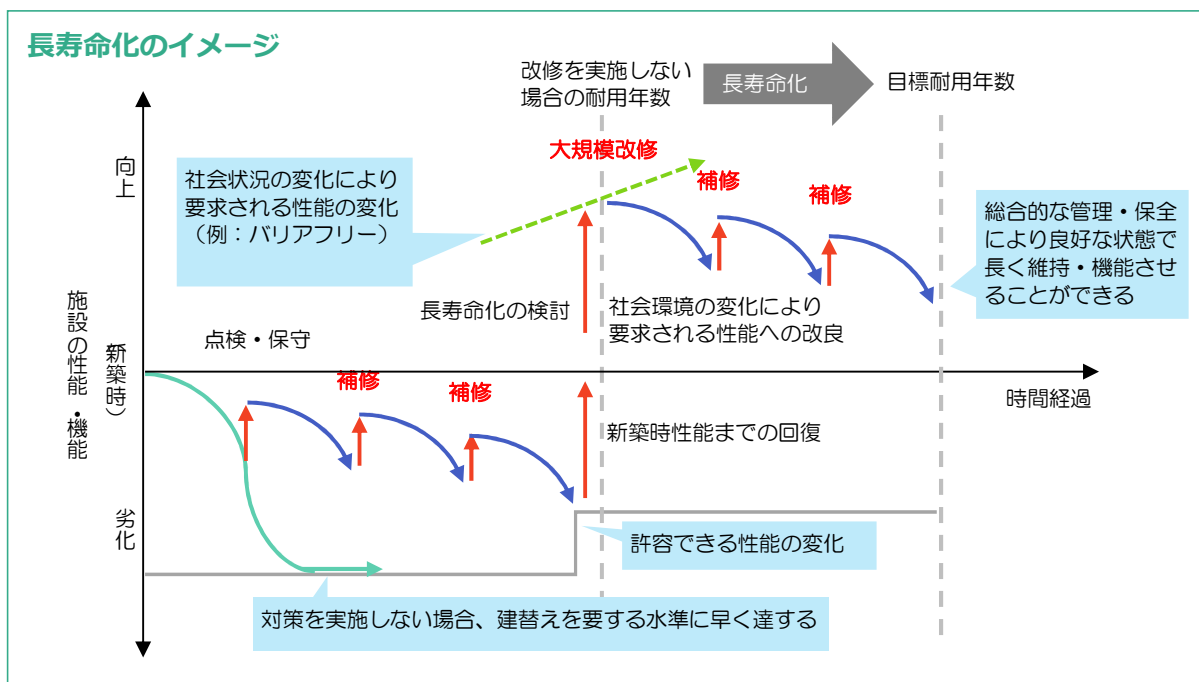 長寿命化のイメージ
改修を実施しない
場合の耐用年数
長寿命化
目標耐用年数
向上
大規模改修
社会状況の変化により
要求される性能の変化
（例：バリアフリー）
補修
補修
総合的な管理・保全
により良好な状態で
長く維持・機能させ
ることができる
長寿命化の検討
社会環境の変化により
要求される性能への改良
点検・保守
施設の性能・機能
新築時）
時間経過
補修
補修
新築時性能までの回復
劣化
許容できる性能の変化
対策を実施しない場合、建替えを要する水準に早く達する